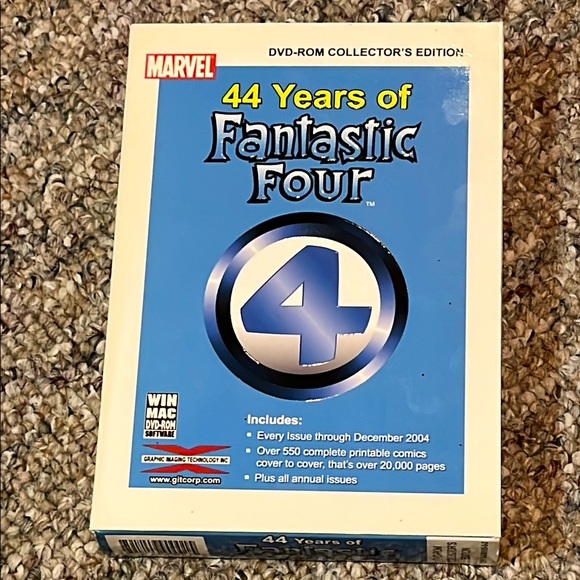 DVD-ROM COLLECTOR'S EDITION
MARVEL
44 Years of
Fantastic
Four
TM
4
WIN
MAC
DVD-ROM
SOFTWARE
GRAPHIC IMAGING TECHNOLOGY INC
www.gitcorp.com
Includes:
Every Issue through December 2004
Over 550 complete printable comics
cover to cover, that's over 20,000 pages
Plus all annual issues
44 Years of
Fantastic